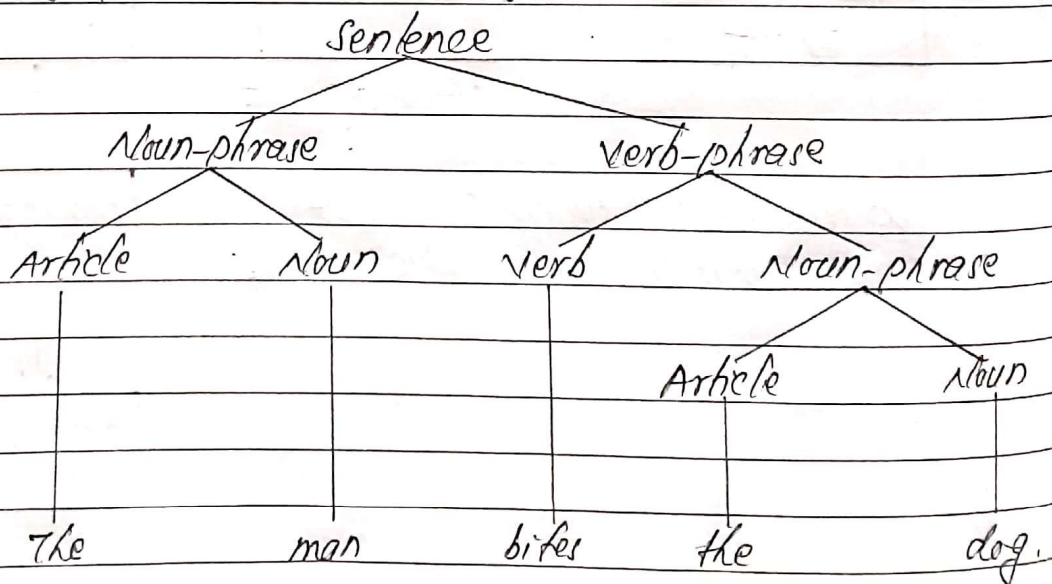 Sentence
Noun-phrase Verb-phrase
Article Noun Verb Noun-phrase
Article Noun
The man bites the dog.